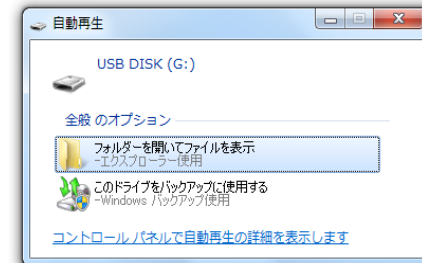 自動再生
USB DISK (G:)
全般 のオプション
フォルダーを開いてファイルを表示
-エクスプローラー使用
このドライブをバックアップに使用する
-Windows バックアップ使用
コントロール パネルで自動再生の詳細を表示します